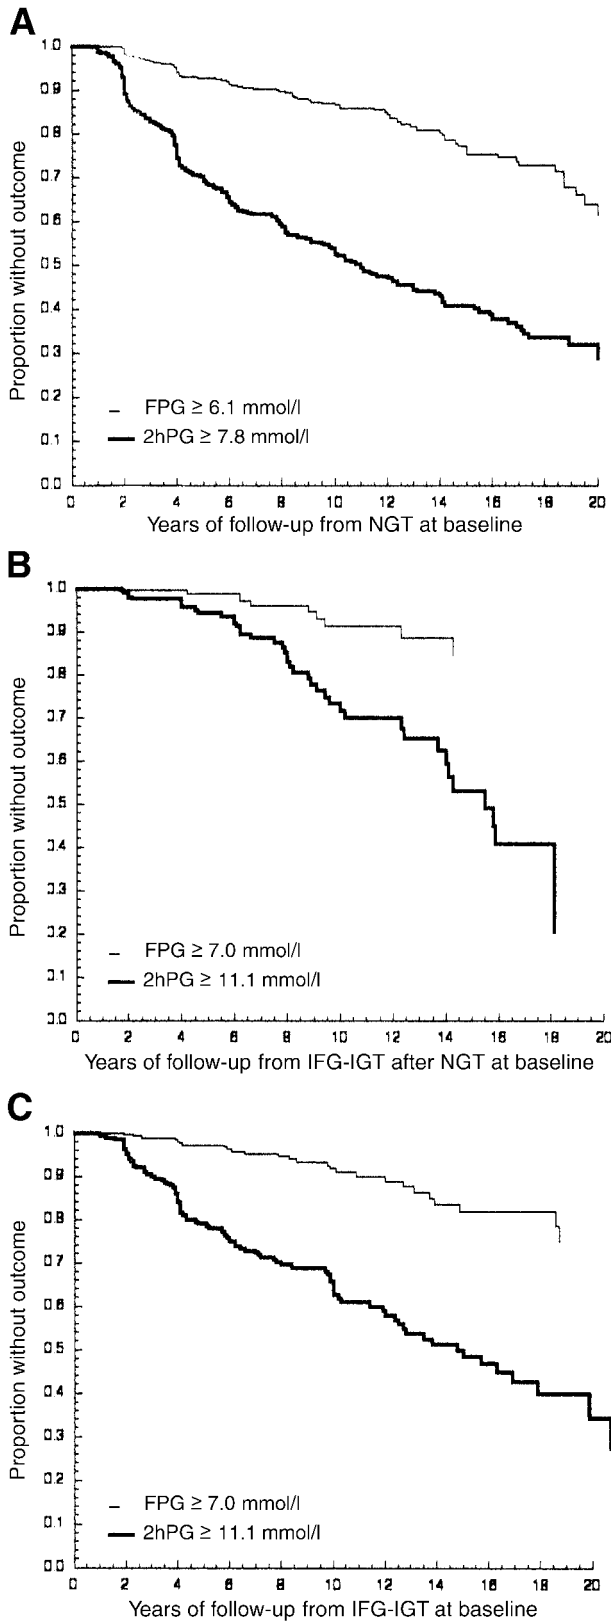 A
1.0
0.9
0.8
0.7
0.6
0.5
0.4
0.3
0.2
0.1
0.0
Proportion without outcome
FPG ≥ 6.1 mmol/l
2hPG ≥ 7.8 mmol/l
0 2 4 6 8 10 12 14 16 18 20
Years of follow-up from NGT at baseline
B
1.0
0.9
0.8
0.7
0.6
0.5
0.4
0.3
0.2
0.1
0.0
Proportion without outcome
FPG ≥ 7.0 mmol/l
2hPG ≥ 11.1 mmol/l
0 2 4 6 8 10 12 14 16 18 20
Years of follow-up from IFG-IGT after NGT at baseline
C
1.0
0.9
0.8
0.7
0.6
0.5
0.4
0.3
0.2
0.1
0.0
Proportion without outcome
FPG ≥ 7.0 mmol/l
2hPG ≥ 11.1 mmol/l
0 2 4 6 8 10 12 14 16 18 20
Years of follow-up from IFG-IGT at baseline